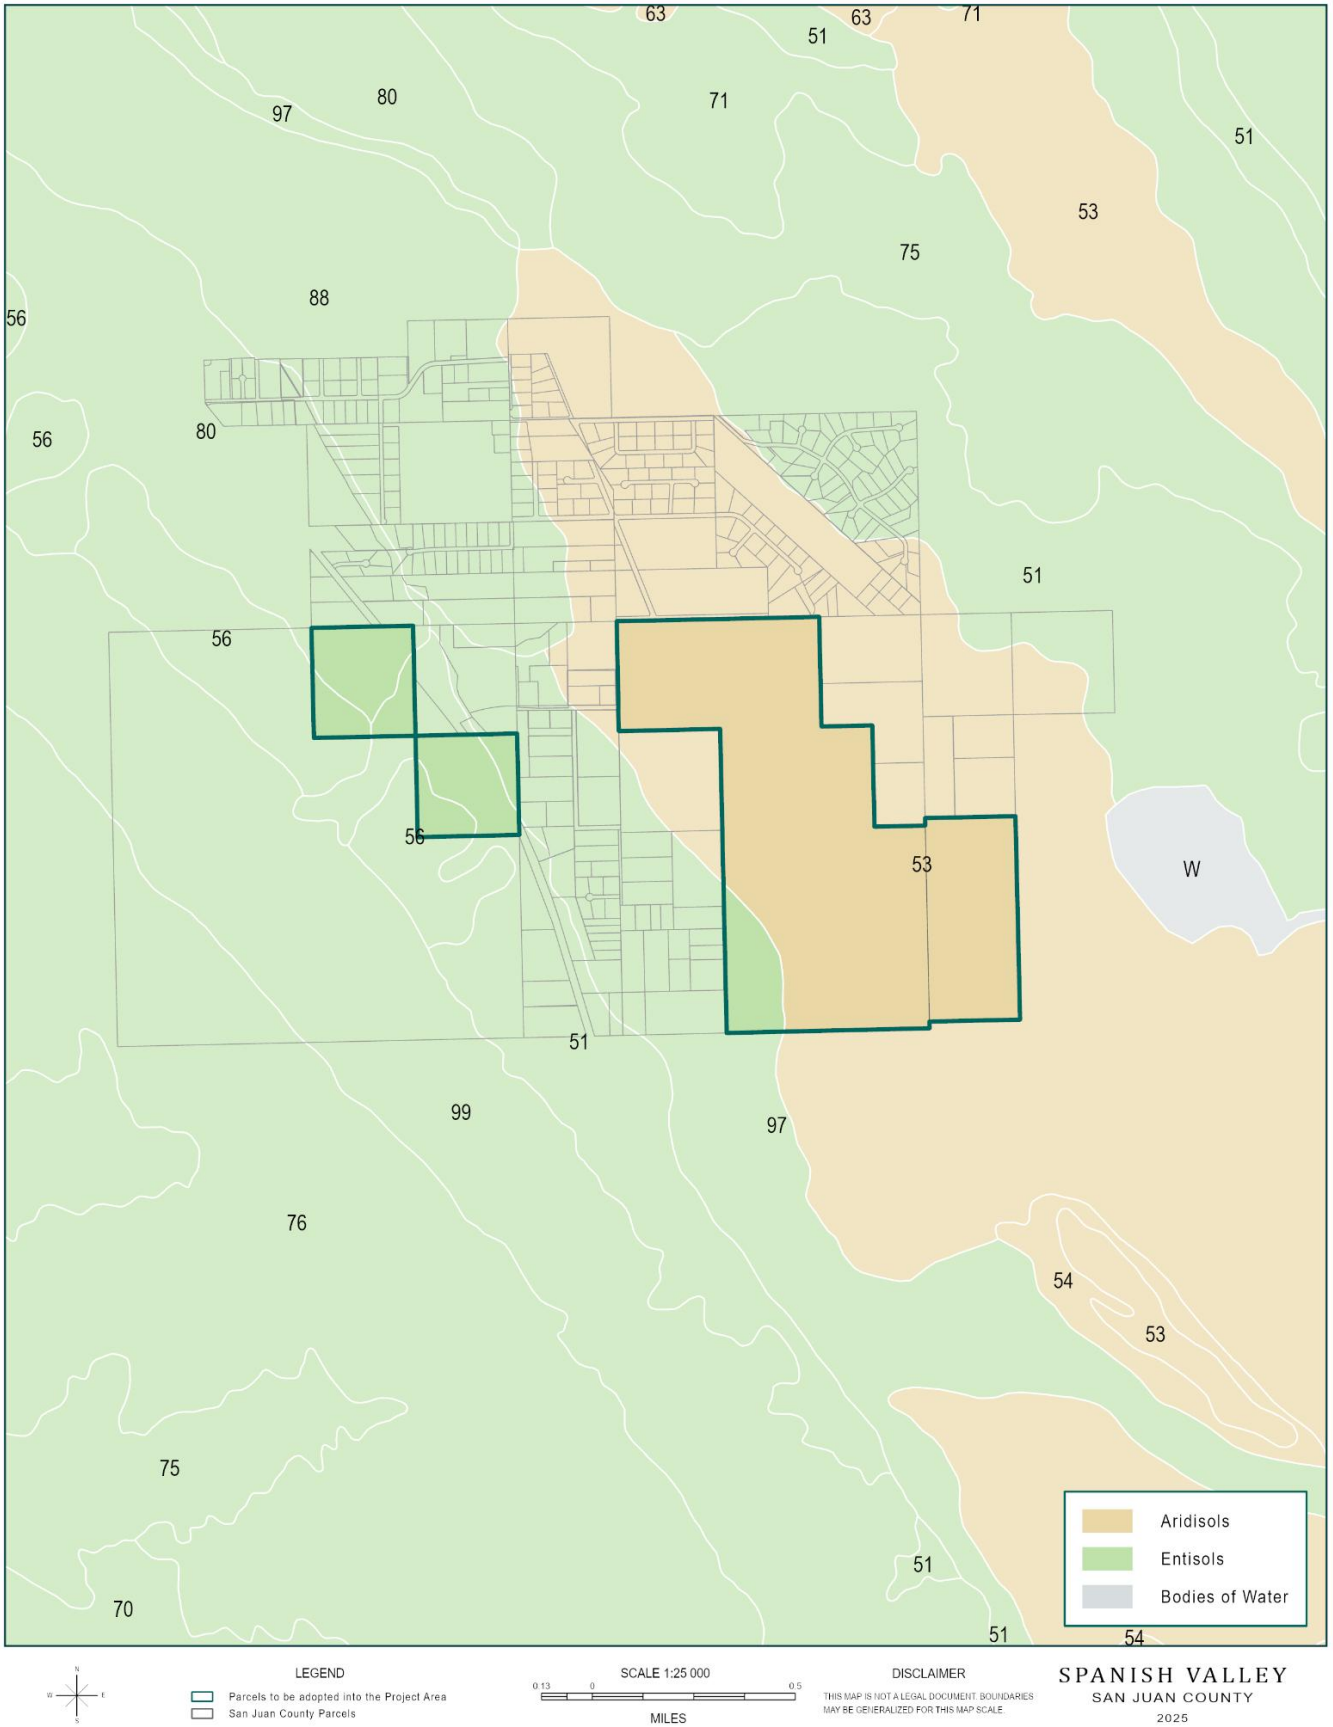 63
63
71
51
80
71
97
51
53
75
88
56
80
56
51
56
56
53
W
51
99
97
76
54
53
75
51
70
51
54
Aridisols
Entisols
Bodies of Water
N
W
E
S
LEGEND
Parcels to be adopted into the Project Area
San Juan County Parcels
SCALE 1:25 000
0.13 0 0.5
MILES
DISCLAIMER
THIS MAP IS NOT A LEGAL DOCUMENT. BOUNDARIES
MAY BE GENERALIZED FOR THIS MAP SCALE.
SPANISH VALLEY
SAN JUAN COUNTY
2025